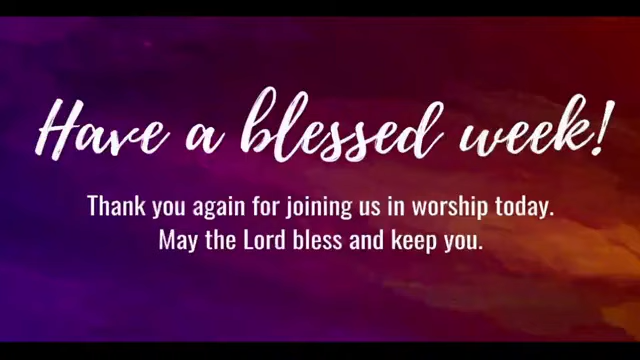 Have a blessed week!
Thank you again for joining us in worship today.
May the Lord bless and keep you.